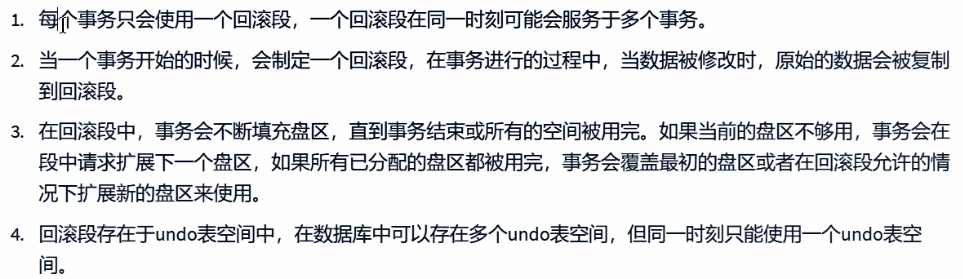 1. 每个事务只会使用一个回滚段，一个回滚段在同一时刻可能会服务于多个事务。
2. 当一个事务开始的时候，会制定一个回滚段，在事务进行的过程中，当数据被修改时，原始的数据会被复制
到回滚段。
3. 在回滚段中，事务会不断填充盘区，直到事务结束或所有的空间被用完。如果当前的盘区不够用，事务会在
段中请求扩展下一个盘区，如果所有已分配的盘区都被用完，事务会覆盖最初的盘区或者在回滚段允许的情
况下扩展新的盘区来使用。
4. 回滚段存在于undo表空间中，在数据库中可以存在多个undo表空间，但同一时刻只能使用一个undo表空
间。